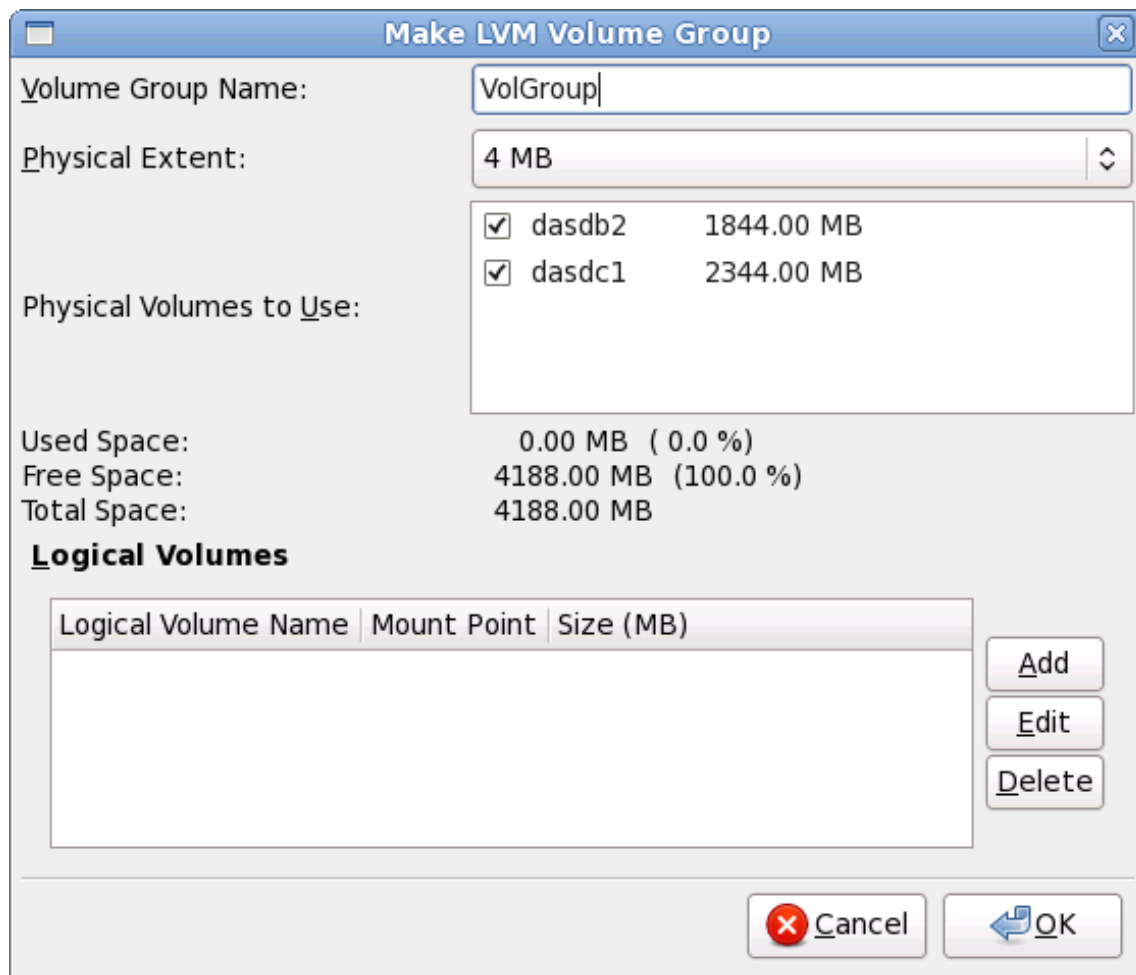 Make LVM Volume Group
Volume Group Name: VolGroup
Physical Extent: 4 MB
dasdb2 1844.00 MB
dasdc1 2344.00 MB
Physical Volumes to Use:
Used Space: 0.00 MB ( 0.0 %)
Free Space: 4188.00 MB (100.0 %)
Total Space: 4188.00 MB
Logical Volumes
Logical Volume Name Mount Point Size (MB)
Add
Edit
Delete
Cancel OK